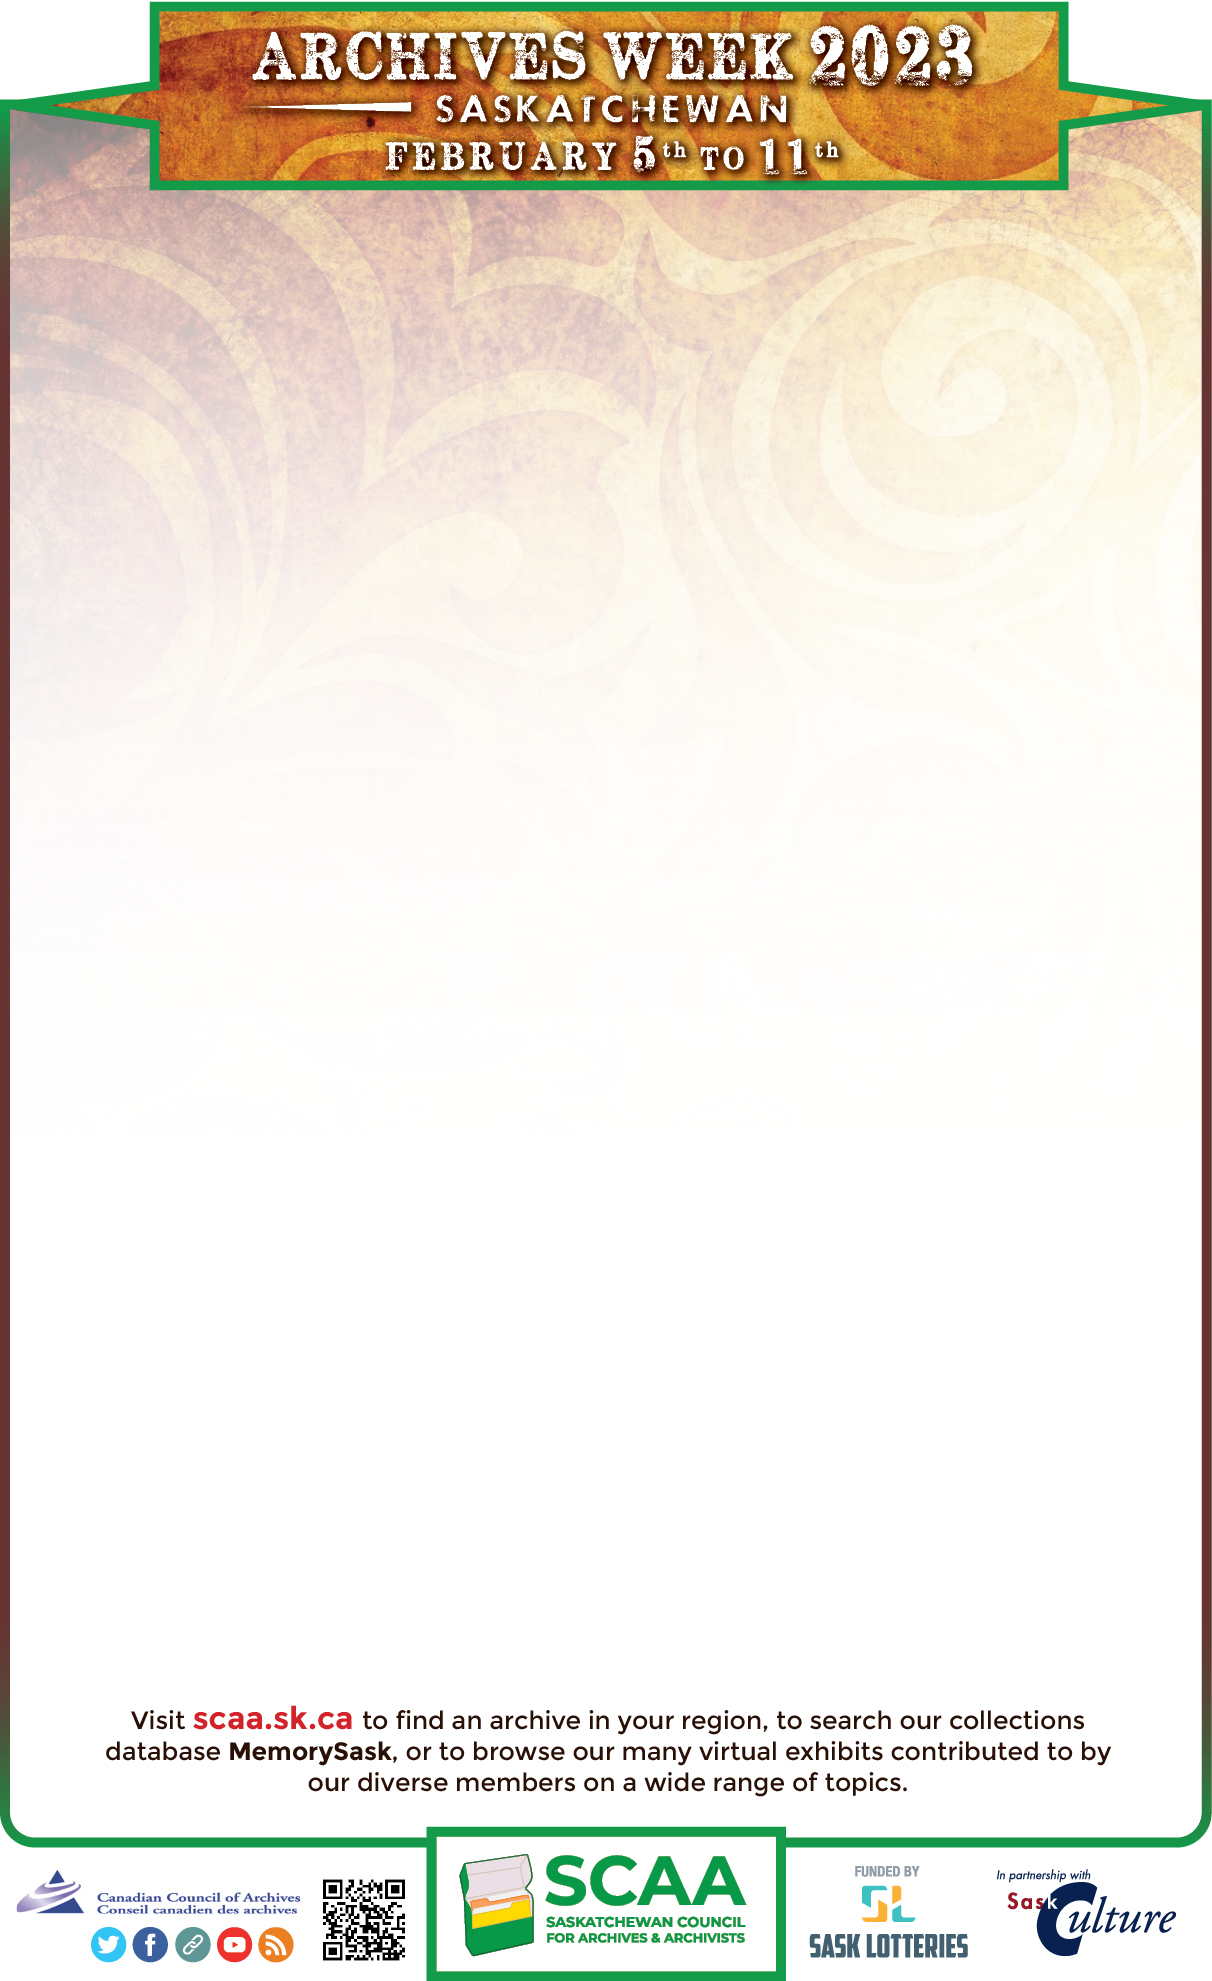 ARCHIVES WEEK 2023
SASKATCHEWAN
FEBRUARY 5th TO 11th
Visit scaa.sk.ca to find an archive in your region, to search our collections
database MemorySask, or to browse our many virtual exhibits contributed to by
our diverse members on a wide range of topics.
Canadian Council of Archives
Conseil canadien des archives
SCAA
SASKATCHEWAN COUNCIL
FOR ARCHIVES & ARCHIVISTS
FUNDED BY
SL
SASK LOTTERIES
In partnership with
Sask Culture